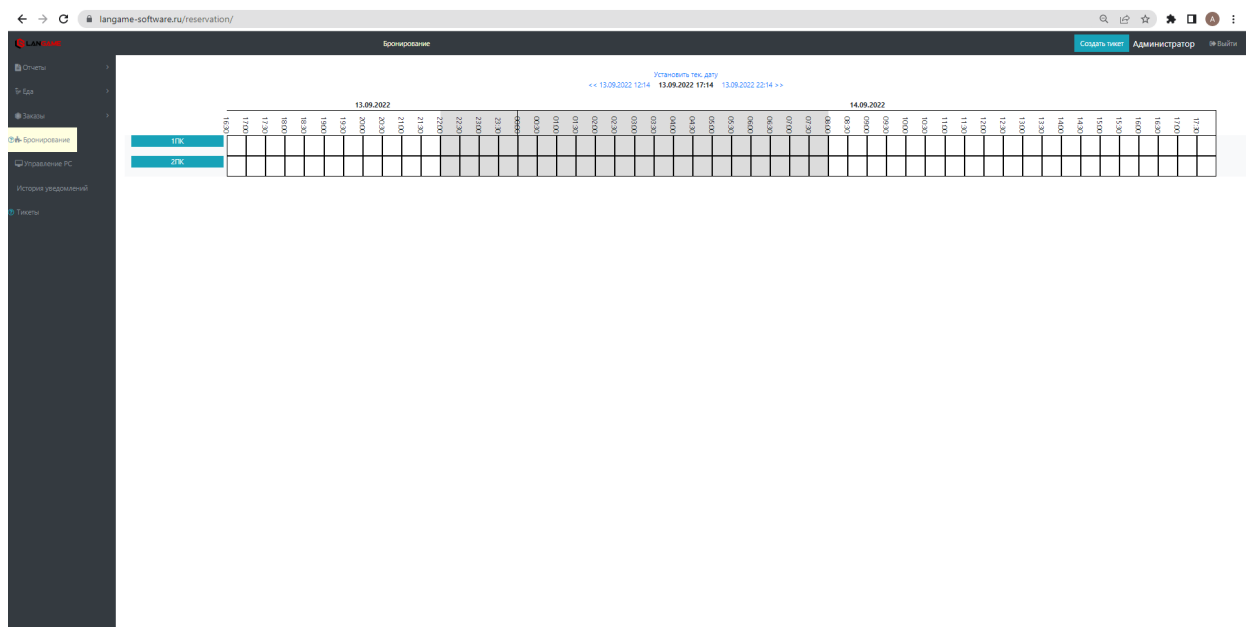 langame-software.ru/reservation/
A
LANGAME
Бронирование
Создать тикет
Администратор
Выйти
Отчеты
Еда
Заказы
Бронирование
Управление PC
История уведомлений
Тикеты
Установить тек. дату
<< 13.09.2022 12:14 13.09.2022 17:14 13.09.2022 22:14 >>
13.09.2022 14.09.2022
16:30 17:00 17:30 18:00 18:30 19:00 19:30 20:00 20:30 21:00 21:30 22:00 22:30 23:00 23:30 00:00 00:30 01:00 01:30 02:00 02:30 03:00 03:30 04:00 04:30 05:00 05:30 06:00 06:30 07:00 07:30 08:00 08:30 09:00 09:30 10:00 10:30 11:00 11:30 12:00 12:30 13:00 13:30 14:00 14:30 15:00 15:30 16:00 16:30 17:00 17:30
1ПК
2ПК